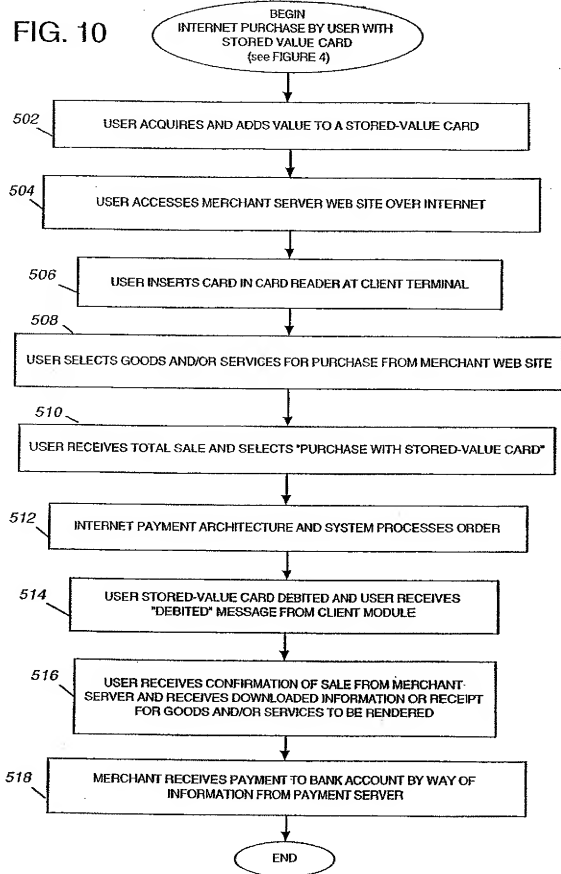 FIG. 10
BEGIN
INTERNET PURCHASE BY USER WITH
STORED VALUE CARD
(see FIGURE 4)
502
USER ACQUIRES AND ADDS VALUE TO A STORED-VALUE CARD
504
USER ACCESSES MERCHANT SERVER WEB SITE OVER INTERNET
506
USER INSERTS CARD IN CARD READER AT CLIENT TERMINAL
508
USER SELECTS GOODS AND/OR SERVICES FOR PURCHASE FROM MERCHANT WEB SITE
510
USER RECEIVES TOTAL SALE AND SELECTS "PURCHASE WITH STORED-VALUE CARD"
512
INTERNET PAYMENT ARCHITECTURE AND SYSTEM PROCESSES ORDER
514
USER STORED-VALUE CARD DEBITED AND USER RECEIVES
"DEBITED" MESSAGE FROM CLIENT MODULE
516
USER RECEIVES CONFIRMATION OF SALE FROM MERCHANT
SERVER AND RECEIVES DOWNLOADED INFORMATION OR RECEIPT
FOR GOODS AND/OR SERVICES TO BE RENDERED
518
MERCHANT RECEIVES PAYMENT TO BANK ACCOUNT BY WAY OF
INFORMATION FROM PAYMENT SERVER
END